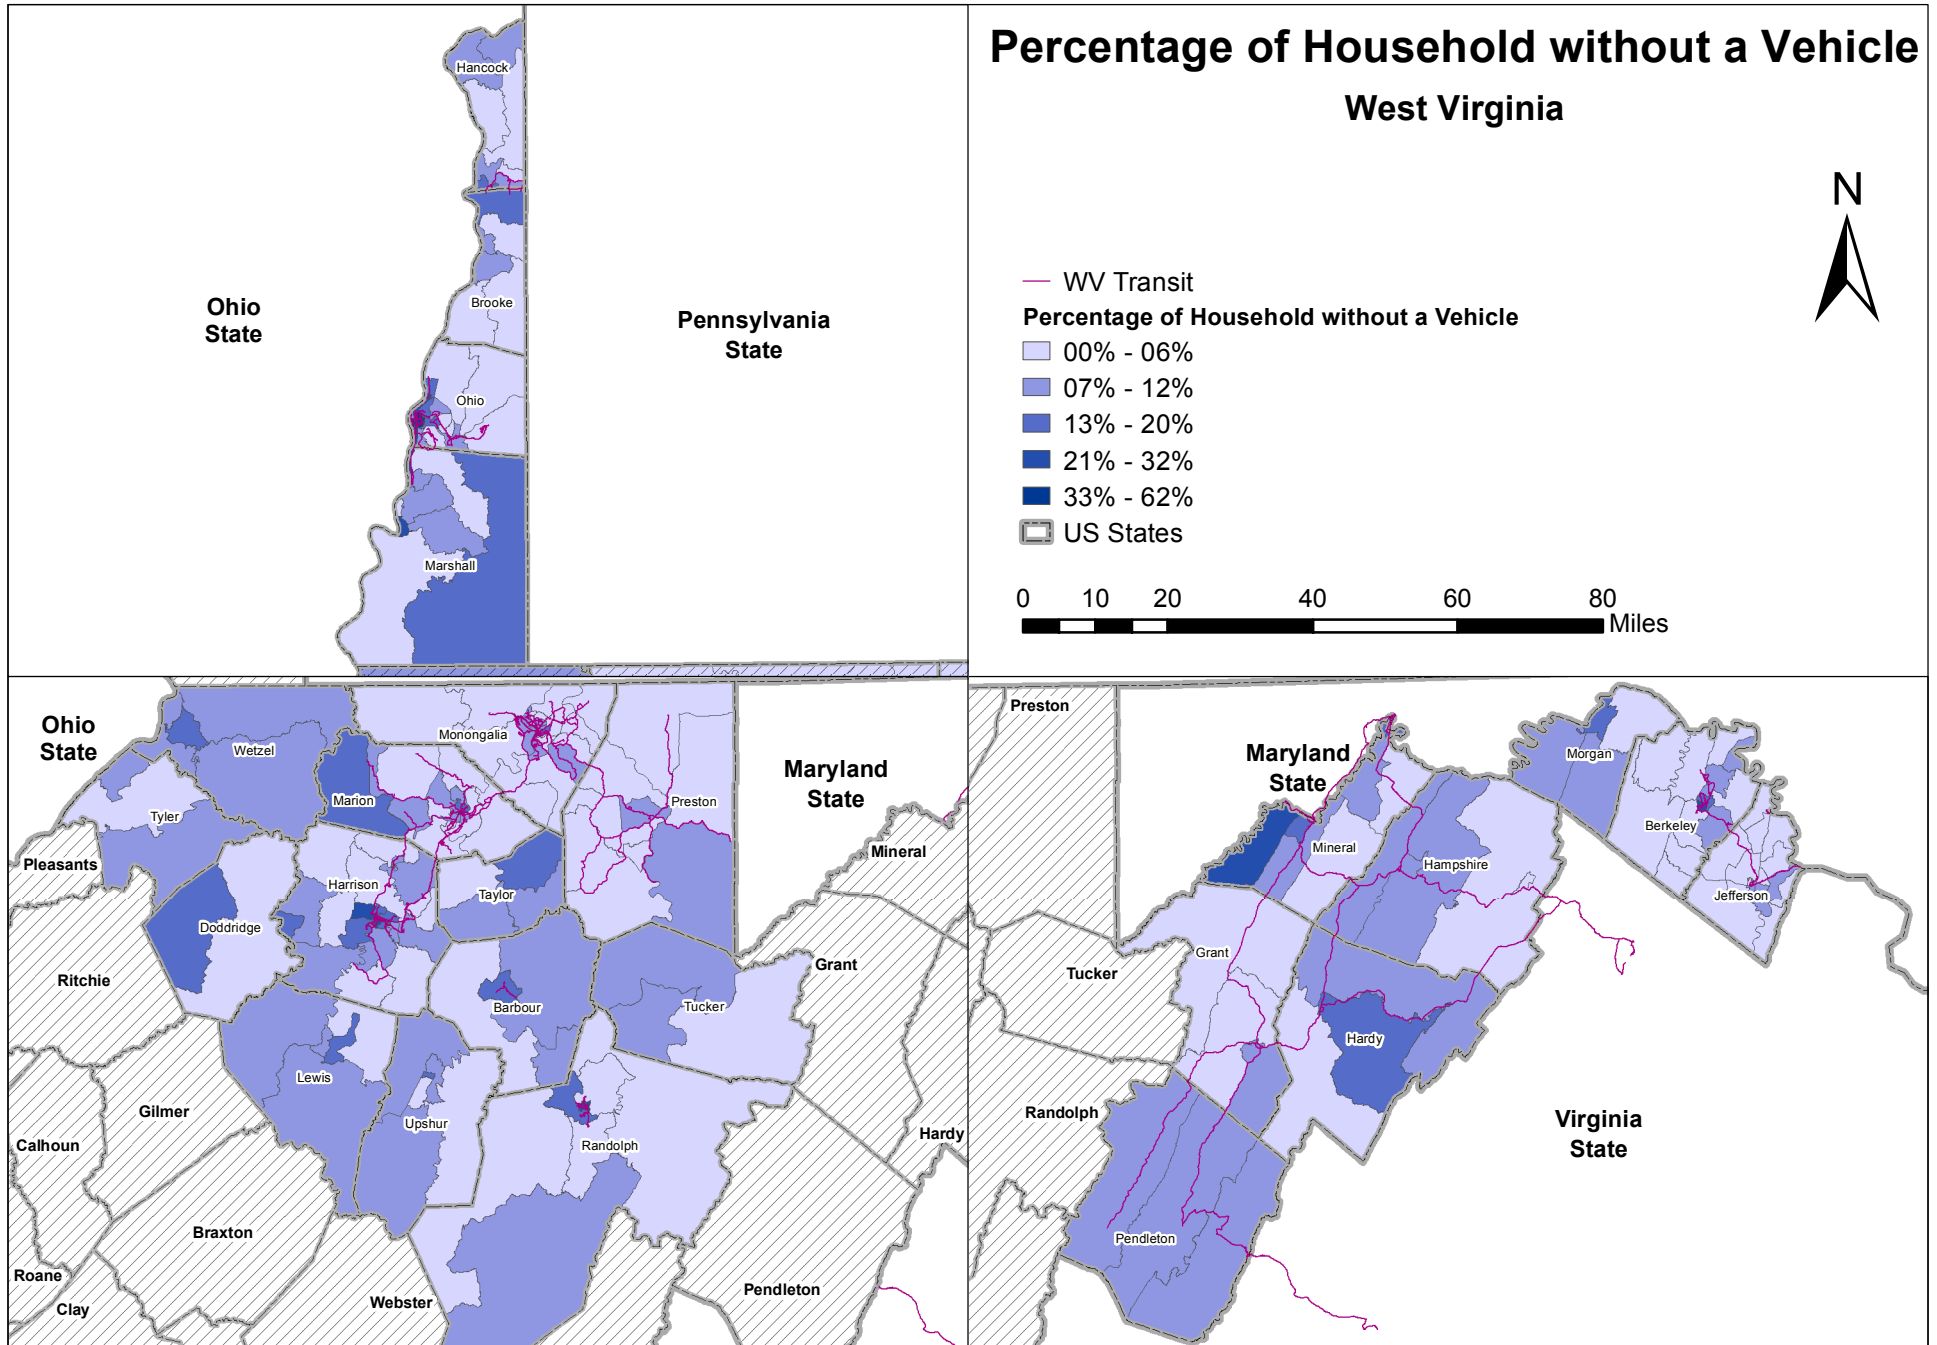 Percentage of Household without a Vehicle
West Virginia
N
WV Transit
Percentage of Household without a Vehicle
00% - 06%
07% - 12%
13% - 20%
21% - 32%
33% - 62%
US States
0 10 20 40 60 80
Miles
Hancock
Brooke
Ohio
State
Pennsylvania
State
Ohio
Marshall
Ohio
State
Wetzel
Monongalia
Maryland
State
Marion
Preston
Tyler
Pleasants
Mineral
Harrison
Taylor
Doddridge
Ritchie
Grant
Barbour
Tucker
Lewis
Gilmer
Upshur
Calhoun
Hardy
Randolph
Braxton
Roane
Clay
Webster
Pendleton
Preston
Maryland
State
Morgan
Berkeley
Mineral
Hampshire
Jefferson
Grant
Tucker
Hardy
Randolph
Virginia
State
Pendleton